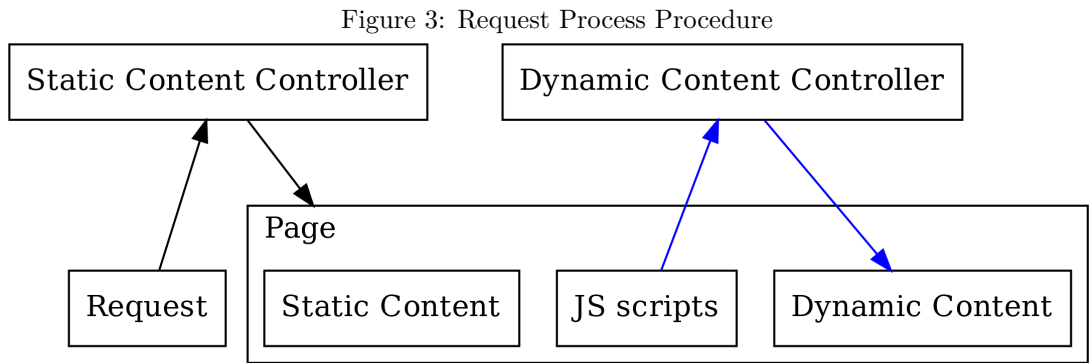 Figure 3: Request Process Procedure
Static Content Controller
Dynamic Content Controller
Page
Request
Static Content
JS scripts
Dynamic Content